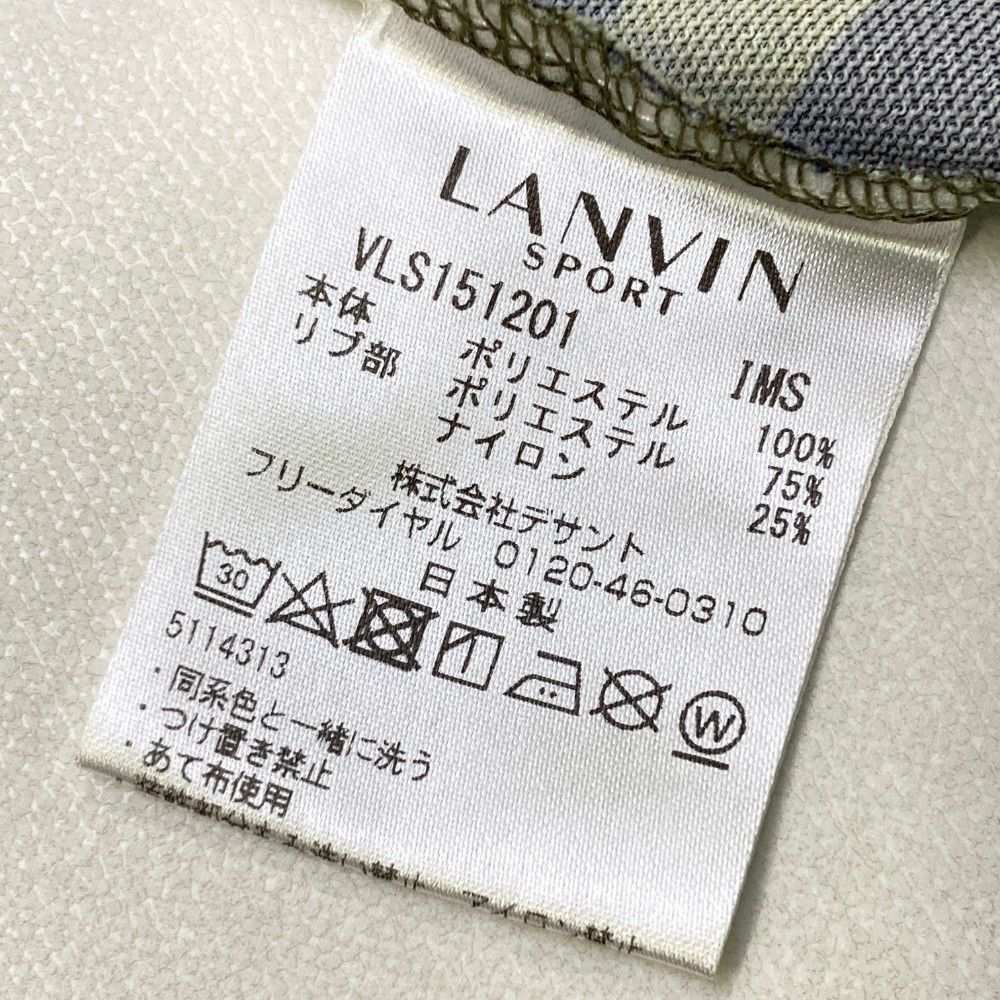 LANVIN
SPORT
VLS151201 IMS
本体 ポリエステル 100%
リブ部 ポリエステル 75%
ナイロン 25%
株式会社デサント
フリーダイヤル 0120-46-0310
日本製
30
W
5114313
・同系色と一緒に洗う
・つけ置き禁止
・あて布使用